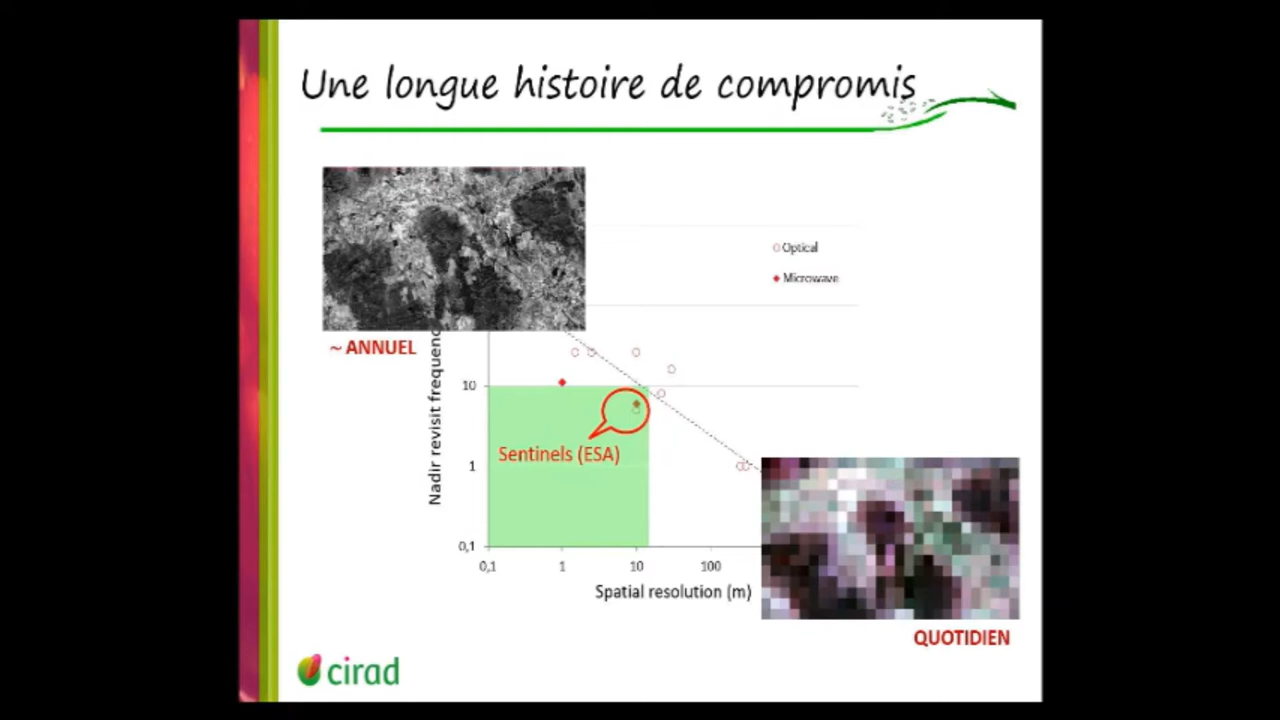 Une longue histoire de compromis
Optical
Microwave
~ ANNUEL
Nadir revisit frequenc
10
1
0,1
Sentinels (ESA)
0,1 1 10 100
Spatial resolution (m)
QUOTIDIEN
cirad